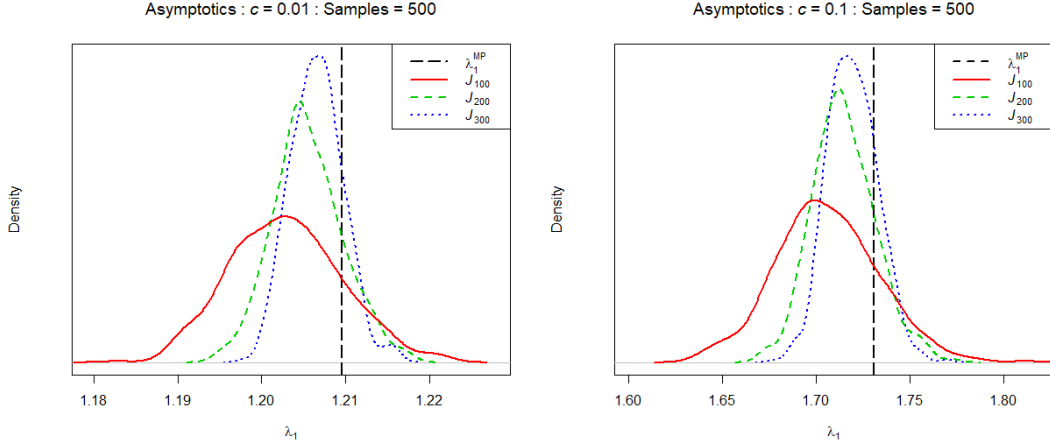 Asymptotics : c = 0.01 : Samples = 500
λ₁ᴹᴾ
J₁₀₀
J₂₀₀
J₃₀₀
Density
1.18 1.19 1.20 1.21 1.22
λ₁
Asymptotics : c = 0.1 : Samples = 500
λ₁ᴹᴾ
J₁₀₀
J₂₀₀
J₃₀₀
Density
1.60 1.65 1.70 1.75 1.80
λ₁